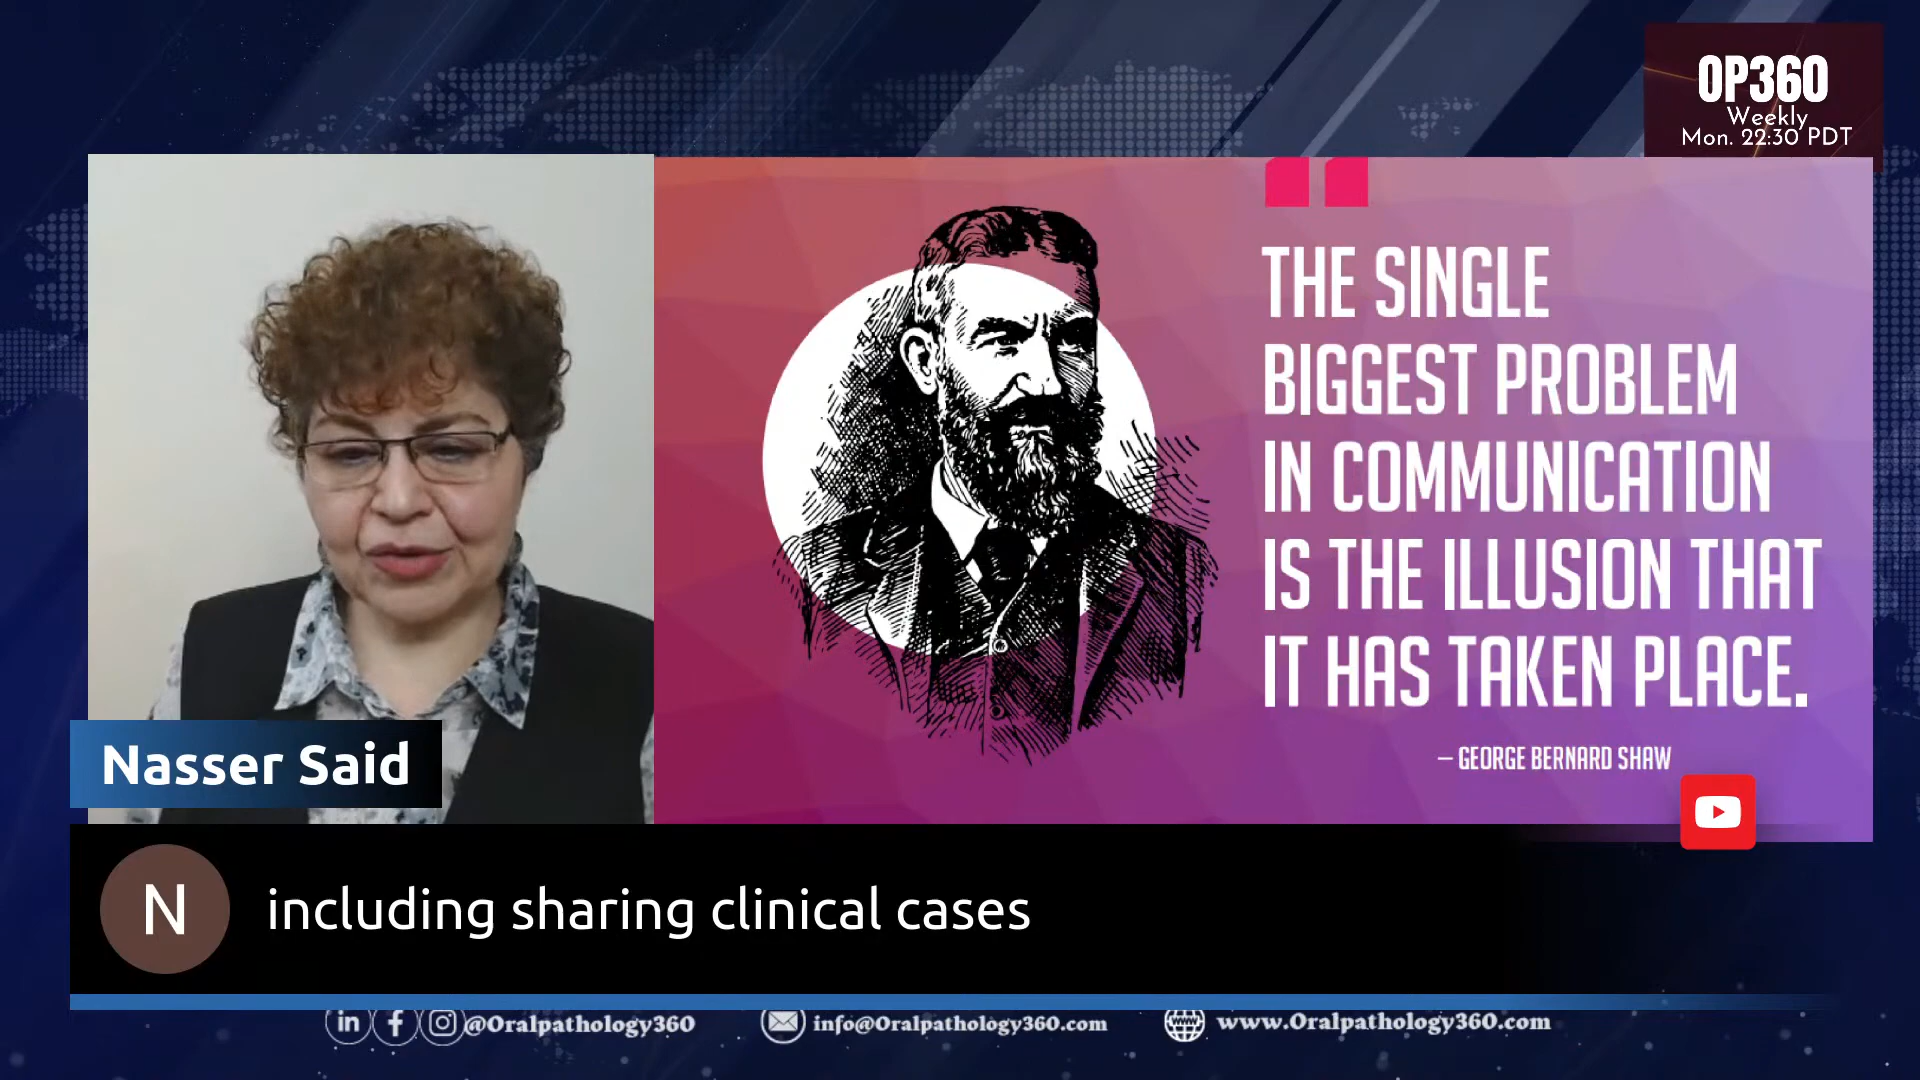 OP360
Weekly
Mon. 22:30 PDT
THE SINGLE
BIGGEST PROBLEM
IN COMMUNICATION
IS THE ILLUSION THAT
IT HAS TAKEN PLACE.
– GEORGE BERNARD SHAW
Nasser Said
N
including sharing clinical cases
in f @Oralpathology360
info@Oralpathology360.com
www.Oralpathology360.com